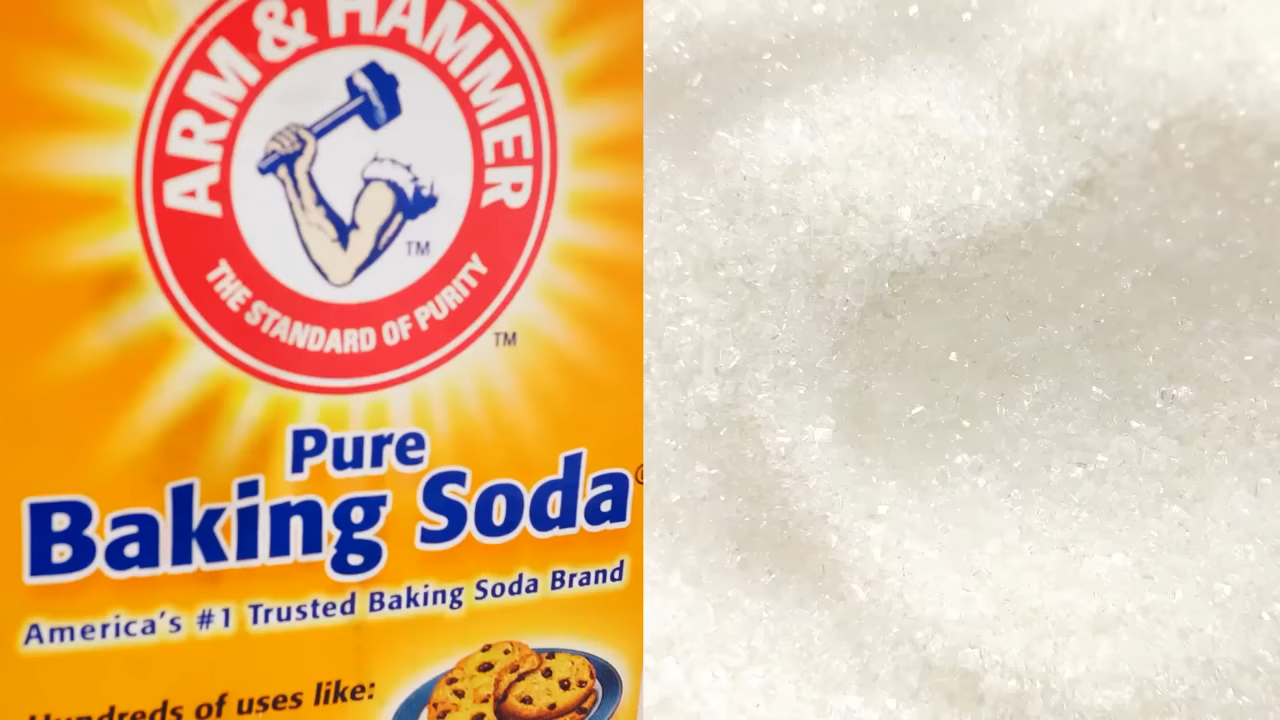 ARM & HAMMER
THE STANDARD OF PURITY
TM
TM
Pure
Baking Soda
America's #1 Trusted Baking Soda Brand
Hundreds of uses like: